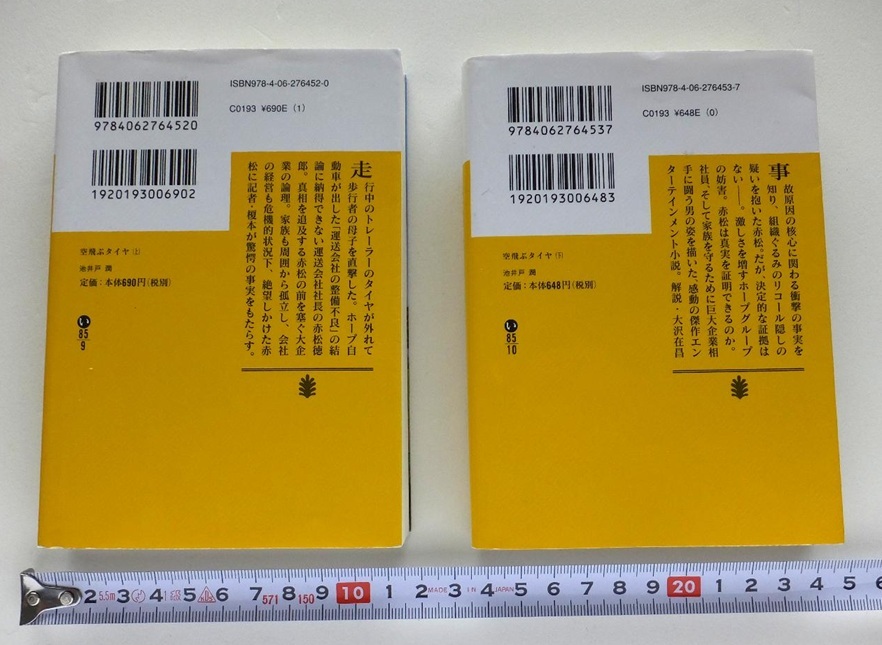 ISBN978-4-06-276452-0
C0193 ¥690E (1)
9784062764520
1920193006902
走行中のトレーラーのタイヤが外れて
歩行者の母子を直撃した。ホープ自
動車が出した「運送会社の整備不良」の結
論に納得できない運送会社社長の赤松徳
郎。真相を追及する赤松の前を塞ぐ大企
業の論理。家族も周囲から孤立し、会社
の経営も危機的状況下、絶望しかけた赤
松に記者・榎本が驚愕の事実をもたらす。
空飛ぶタイヤ(上)
池井戸 潤
定価:本体690円(税別)
い
85
9
ISBN978-4-06-276453-7
C0193 ¥648E (0)
9784062764537
1920193006483
事故原因の核心に関わる衝撃の事実を
知り、組織ぐるみのリコール隠しの
疑いを抱いた赤松。だが、決定的な証拠は
ない――。激しさを増すホープグループ
の妨害。赤松は真実を証明できるのか。
社員、そして家族を守るために巨大企業相
手に闘う男の姿を描いた、感動の傑作エン
ターテインメント小説。解説・大沢在昌
空飛ぶタイヤ(下)
池井戸 潤
定価:本体648円(税別)
い
85
10
2 5.5m 3 4 5 6 7 571 8 150 9 10 1 2 MADE IN 3 4 JAPAN 5 6 7 8 9 20 1 2 3 4 5 6